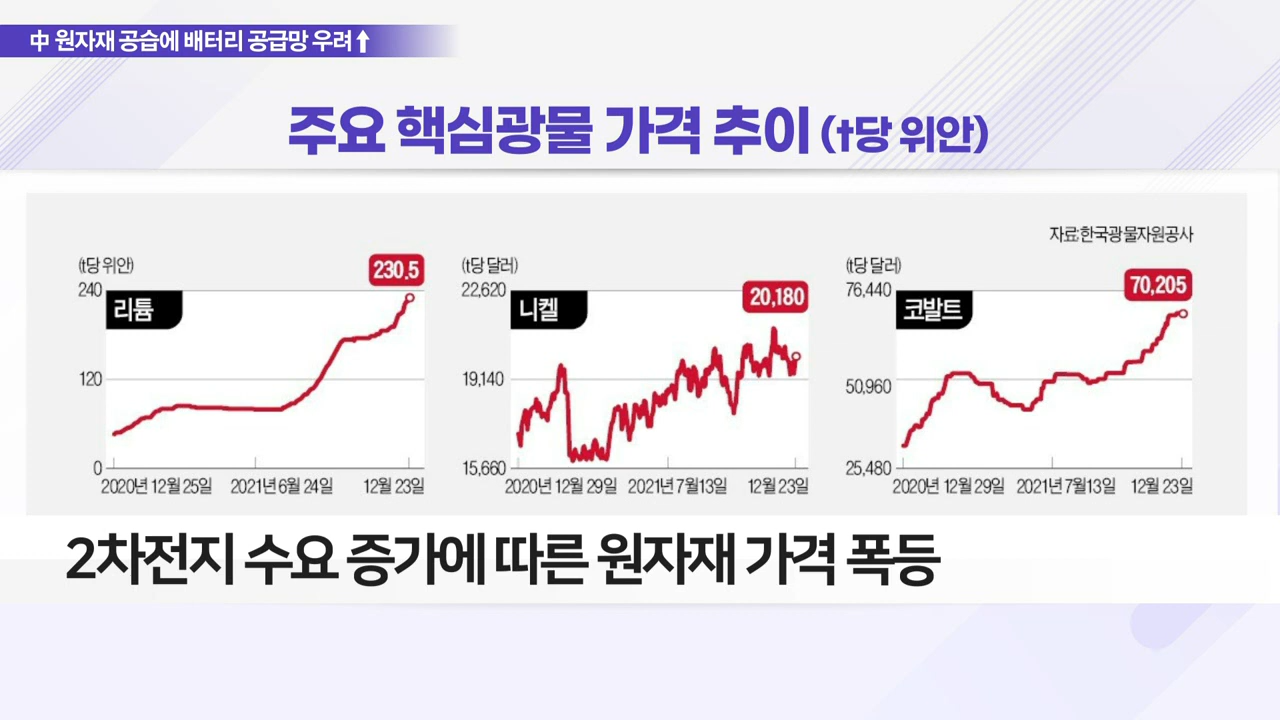 中 원자재 공습에 배터리 공급망 우려↑
주요 핵심광물 가격 추이 (t당 위안)
자료:한국광물자원공사
(t당 위안)
240
120
0
리튬
230.5
2020년 12월 25일
2021년 6월 24일
12월 23일
(t당 달러)
22,620
19,140
15,660
니켈
20,180
2020년 12월 29일
2021년 7월 13일
12월 23일
(t당 달러)
76,440
50,960
25,480
코발트
70,205
2020년 12월 29일
2021년 7월 13일
12월 23일
2차전지 수요 증가에 따른 원자재 가격 폭등